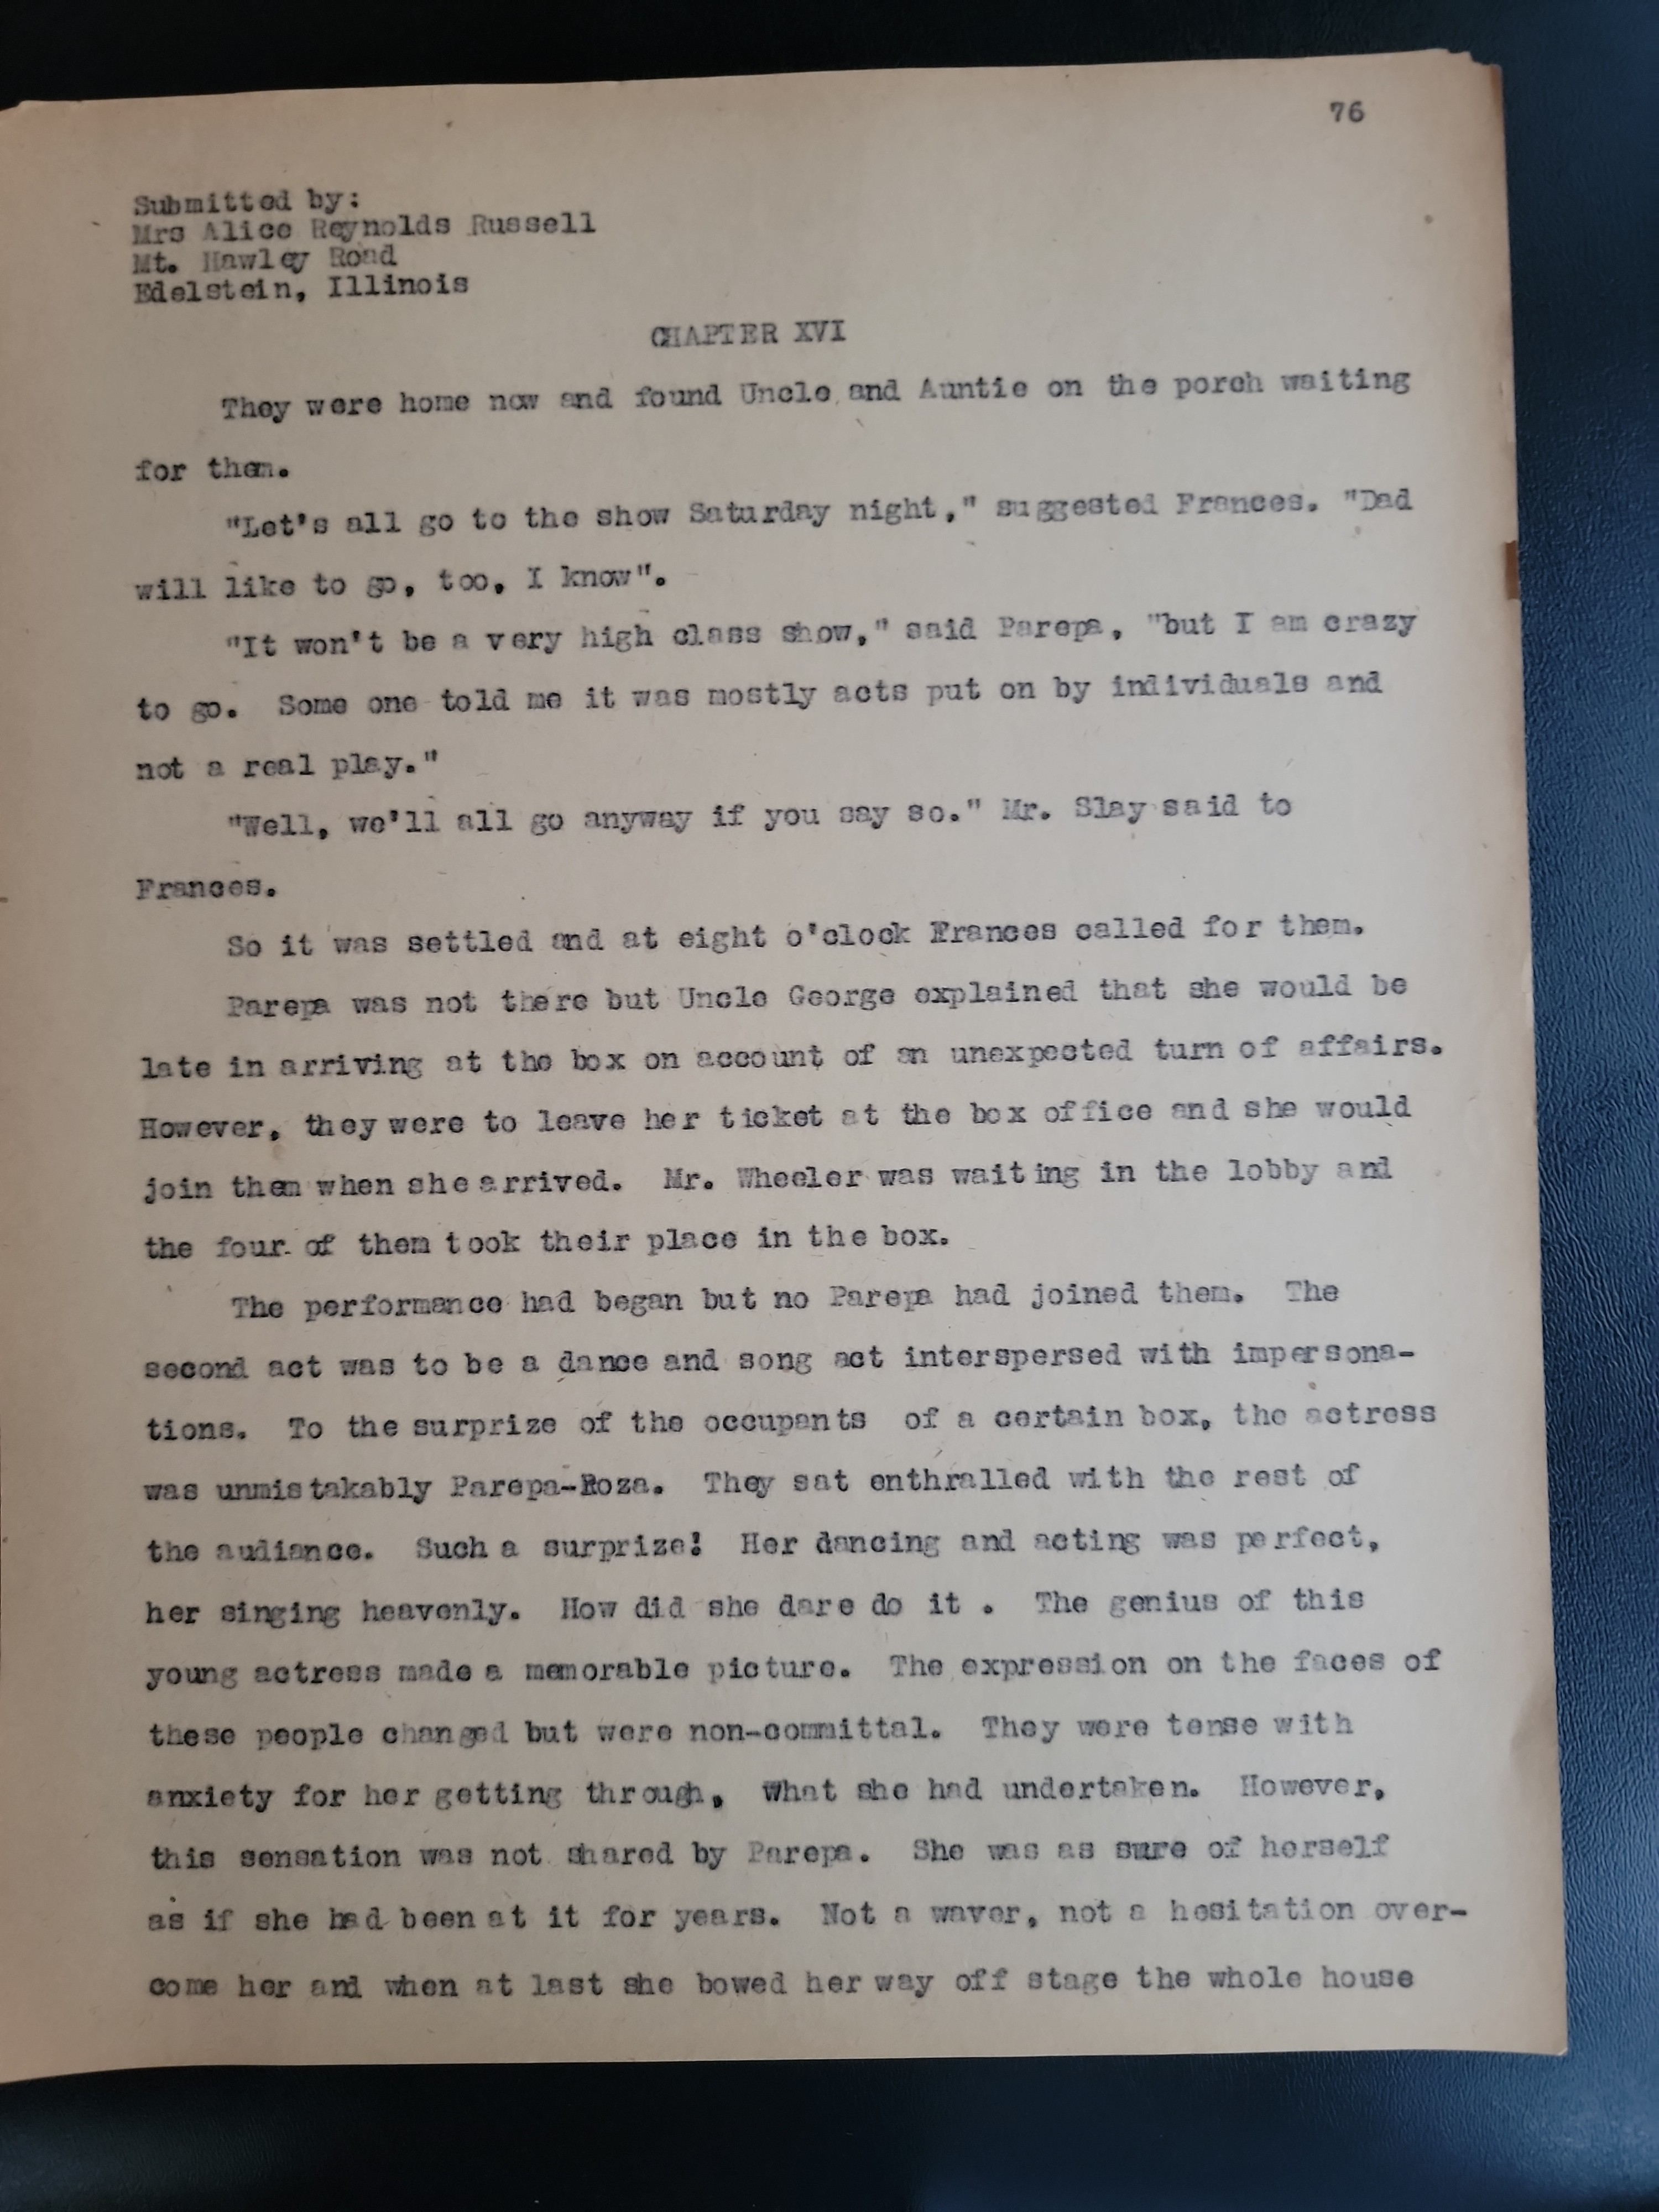 76
Submitted by:
Mrs Alice Reynolds Russell
Mt. Hawley Road
Edelstein, Illinois
CHAPTER XVI
They were home now and found Uncle and Auntie on the porch waiting
for them.
"Let's all go to the show Saturday night," suggested Frances. "Dad
will like to go, too, I know".
"It won't be a very high class show," said Parepa, "but I am crazy
to go. Some one told me it was mostly acts put on by individuals and
not a real play."
"Well, we'll all go anyway if you say so." Mr. Slay said to
Frances.
So it was settled and at eight o'clock Frances called for them.
Parepa was not there but Uncle George explained that she would be
late in arriving at the box on account of an unexpected turn of affairs.
However, they were to leave her ticket at the box office and she would
join them when she arrived. Mr. Wheeler was waiting in the lobby and
the four of them took their place in the box.
The performance had began but no Parepa had joined them. The
second act was to be a dance and song act interspersed with impersona-
tions. To the surprize of the occupants of a certain box, the actress
was unmistakably Parepa-Roza. They sat enthralled with the rest of
the audiance. Such a surprize! Her dancing and acting was perfect,
her singing heavenly. How did she dare do it . The genius of this
young actress made a memorable picture. The expression on the faces of
these people changed but were non-committal. They were tense with
anxiety for her getting through, what she had undertaken. However,
this sensation was not shared by Parepa. She was as sure of herself
as if she had been at it for years. Not a waver, not a hesitation over-
come her and when at last she bowed her way off stage the whole house